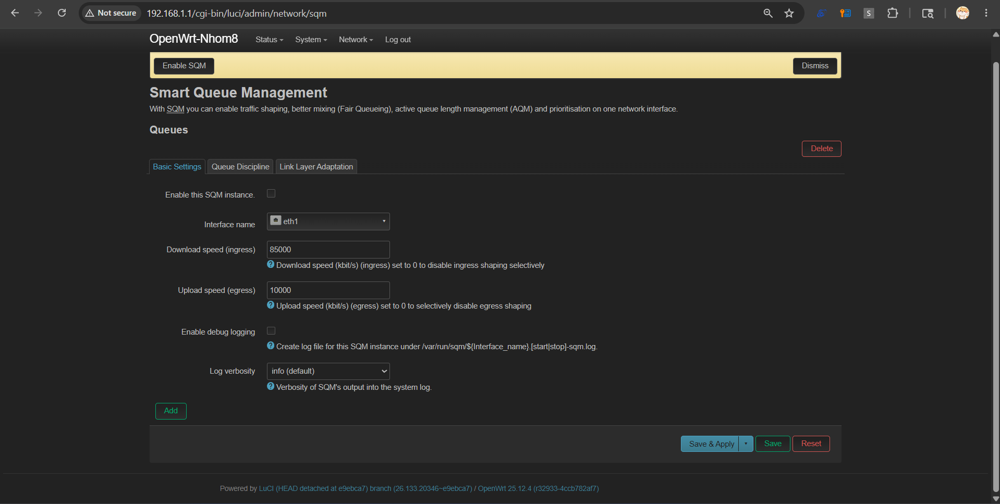 Not secure 192.168.1.1/cgi-bin/luci/admin/network/sqm S
OpenWrt-Nhom8 Status System Network Log out
Enable SQM Dismiss
Smart Queue Management
With SQM you can enable traffic shaping, better mixing (Fair Queueing), active queue length management (AQM) and prioritisation on one network interface.
Queues
Delete
Basic Settings Queue Discipline Link Layer Adaptation
Enable this SQM instance.
Interface name eth1
Download speed (ingress) 85000
Download speed (kbit/s) (ingress) set to 0 to disable ingress shaping selectively
Upload speed (egress) 10000
Upload speed (kbit/s) (egress) set to 0 to selectively disable egress shaping
Enable debug logging
Create log file for this SQM instance under /var/run/sqm/${Interface_name}.[start|stop]-sqm.log.
Log verbosity info (default)
Verbosity of SQM's output into the system log.
Add
Save & Apply Save Reset
Powered by LuCI (HEAD detached at e9ebca7) branch (26.133.20346~e9ebca7) / OpenWrt 25.12.4 (r32933-4ccb782af7)